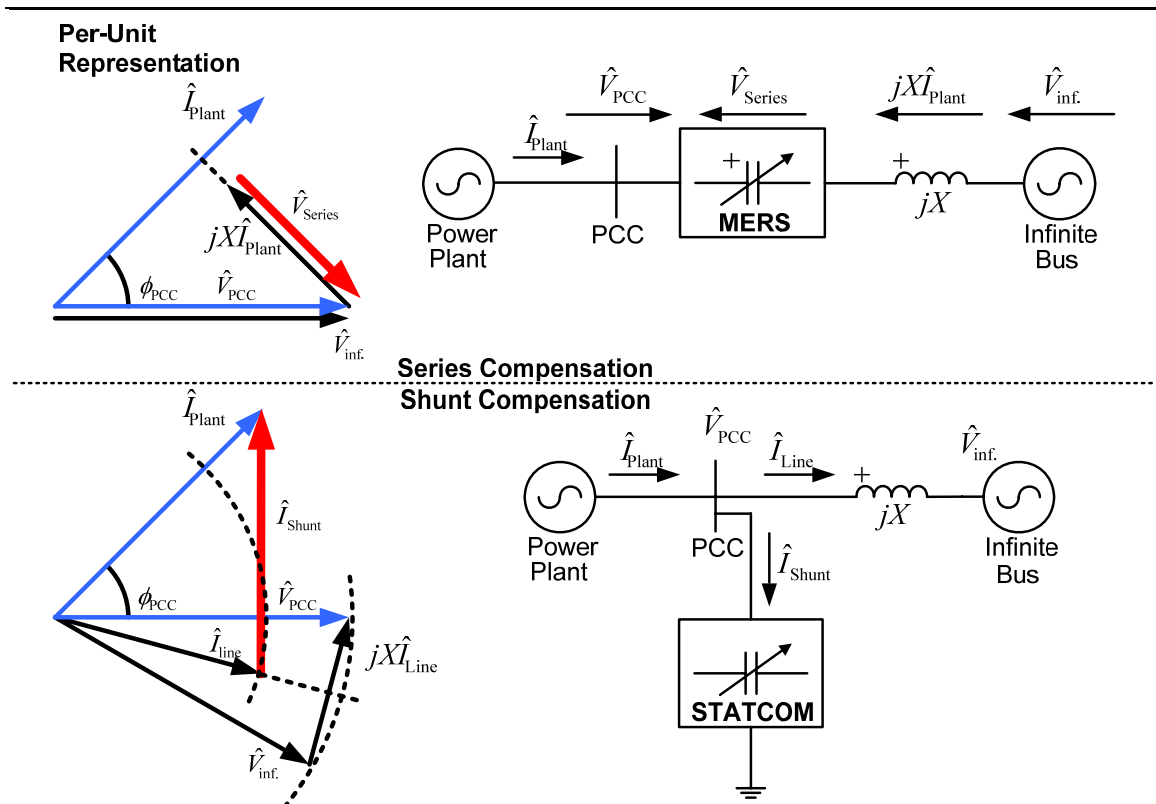 Per-Unit
Representation
Î_Plant
V̂_Series
jXÎ_Plant
ϕ_PCC
V̂_PCC
V̂_inf.
V̂_PCC
V̂_Series
jXÎ_Plant
V̂_inf.
Î_Plant
+
+
jX
MERS
PCC
Power
Plant
Infinite
Bus
Series Compensation
Shunt Compensation
Î_Plant
Î_Shunt
ϕ_PCC
V̂_PCC
Î_line
jXÎ_Line
V̂_inf.
V̂_PCC
Î_Plant
Î_Line
V̂_inf.
+
jX
Power
Plant
PCC
Infinite
Bus
Î_Shunt
STATCOM